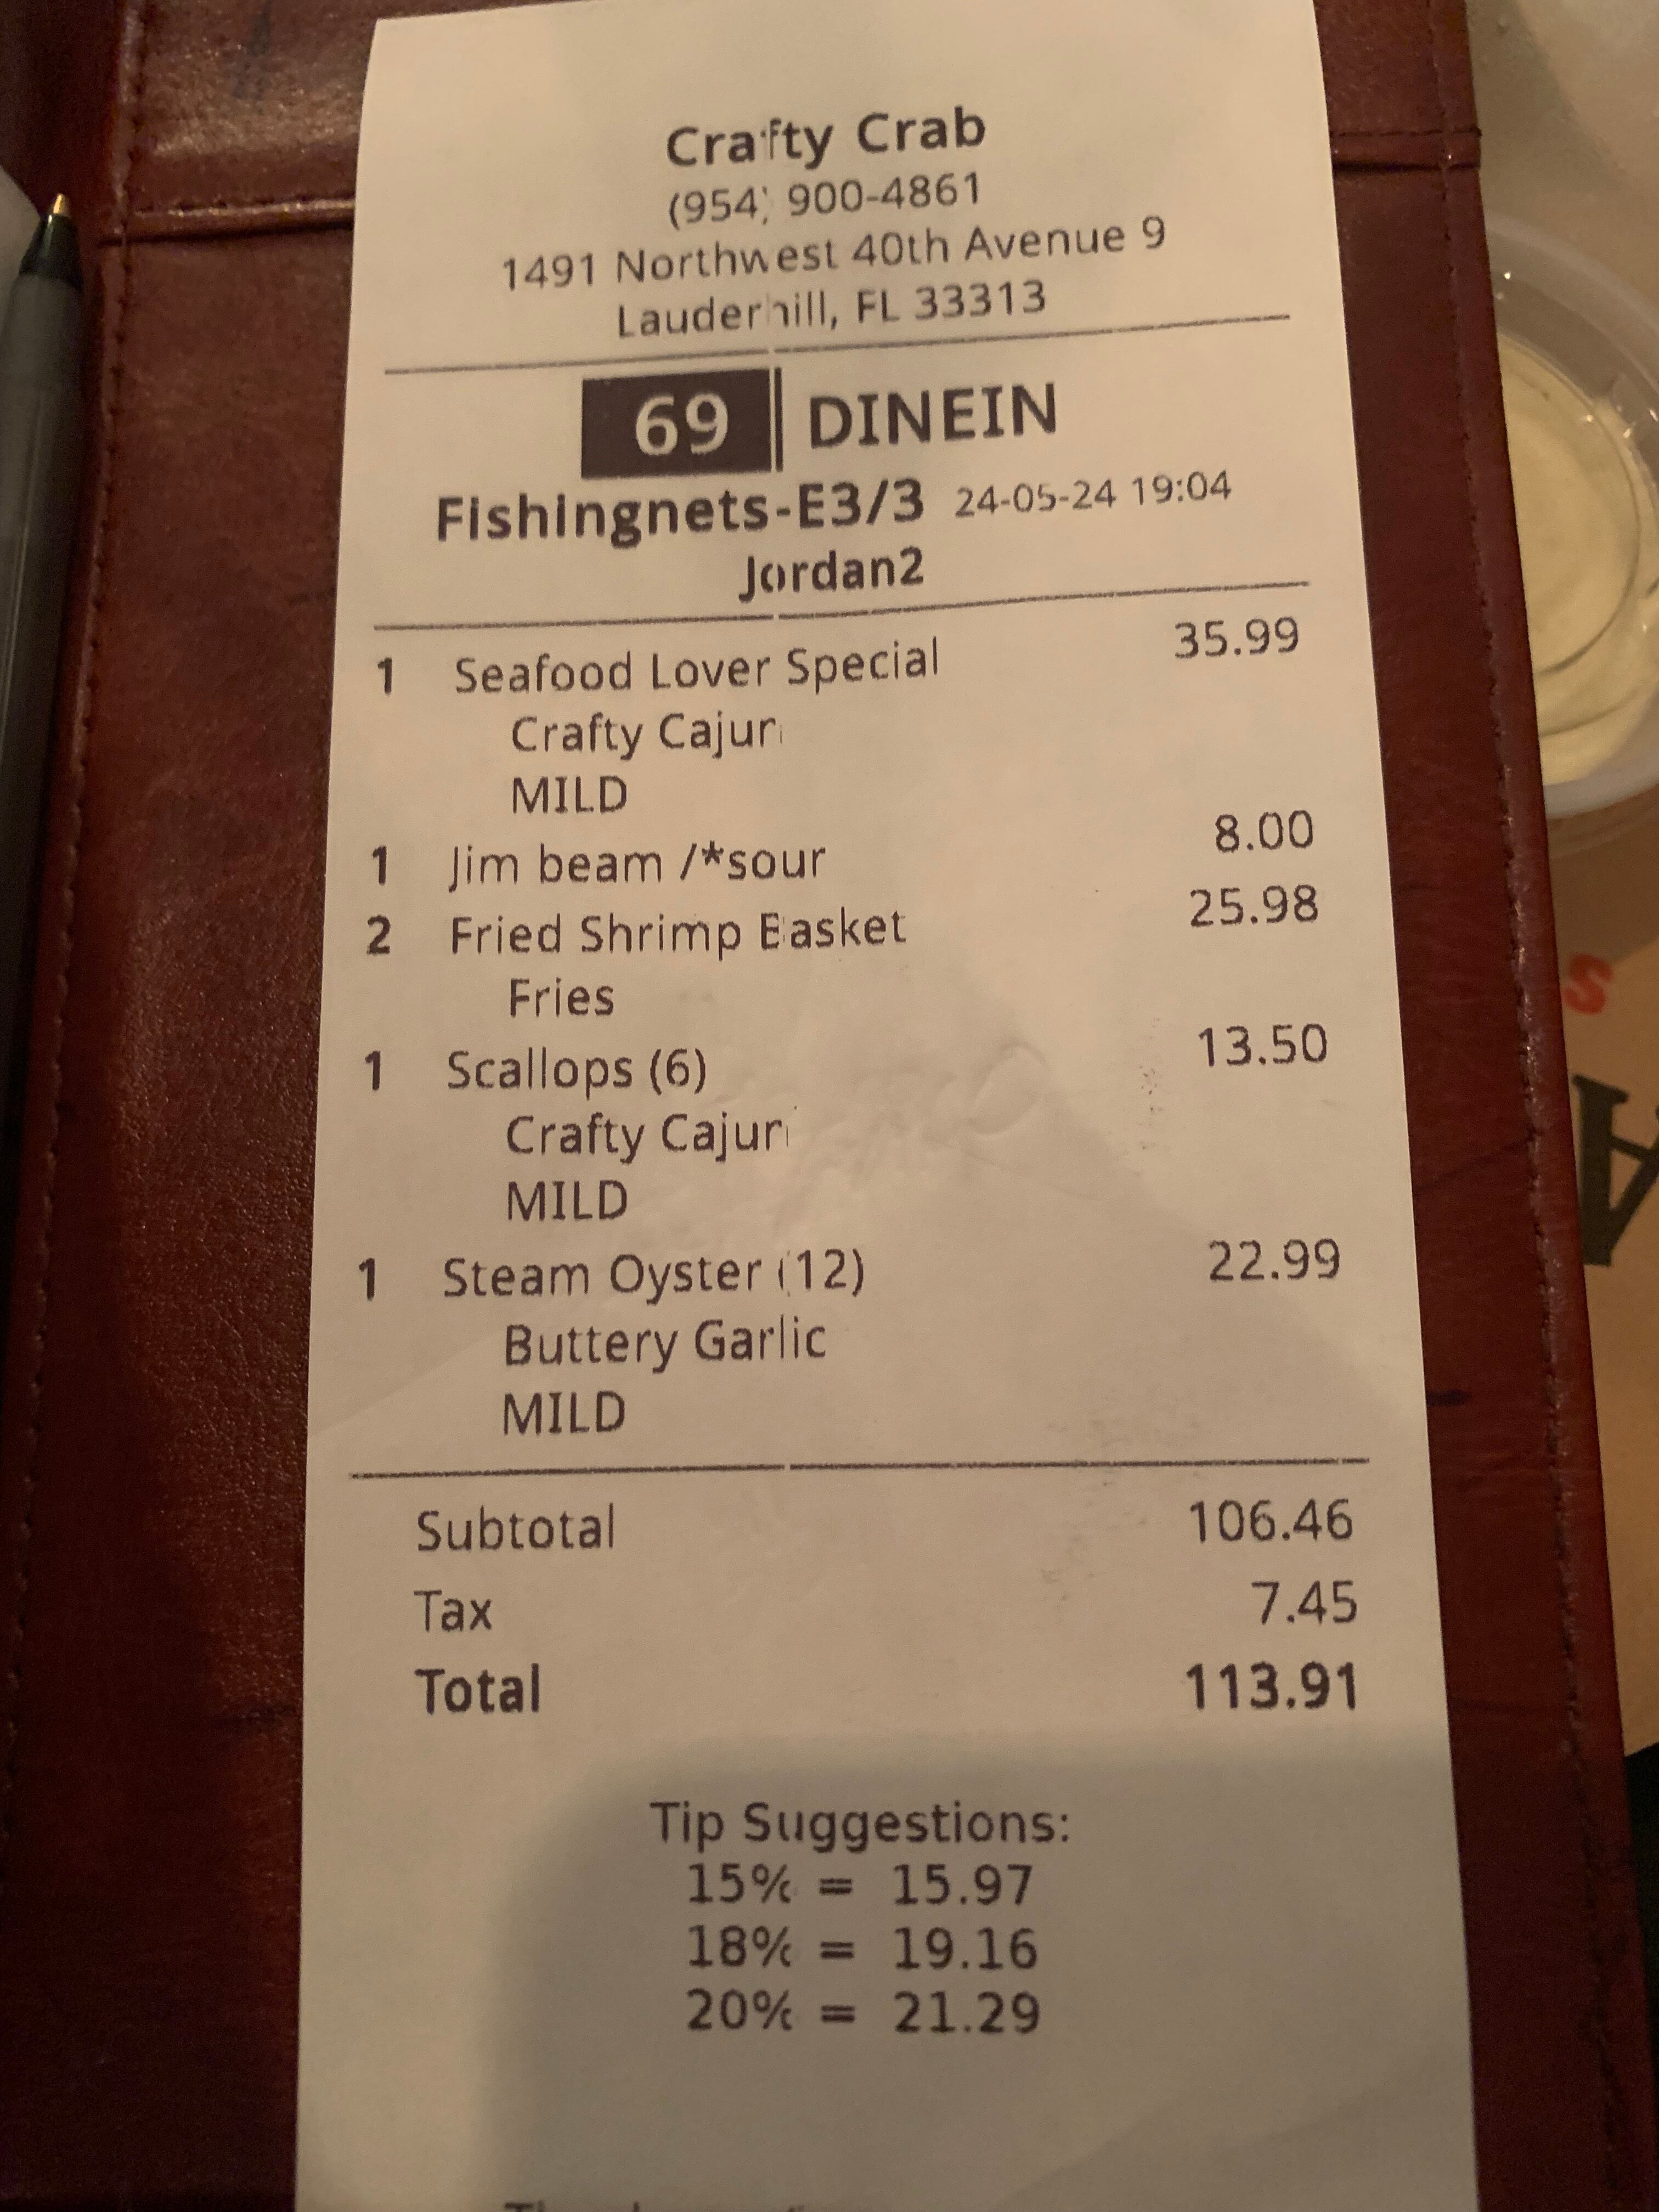 Crafty Crab
(954) 900-4861
1491 Northwest 40th Avenue 9
Lauderhill, FL 33313
69 DINEIN
Fishingnets-E3/3 24-05-24 19:04
Jordan2
1 Seafood Lover Special 35.99
Crafty Cajun
MILD
1 Jim beam /*sour 8.00
2 Fried Shrimp Basket 25.98
Fries
1 Scallops (6) 13.50
Crafty Cajun
MILD
1 Steam Oyster (12) 22.99
Buttery Garlic
MILD
Subtotal 106.46
Tax 7.45
Total 113.91
Tip Suggestions:
15% = 15.97
18% = 19.16
20% = 21.29